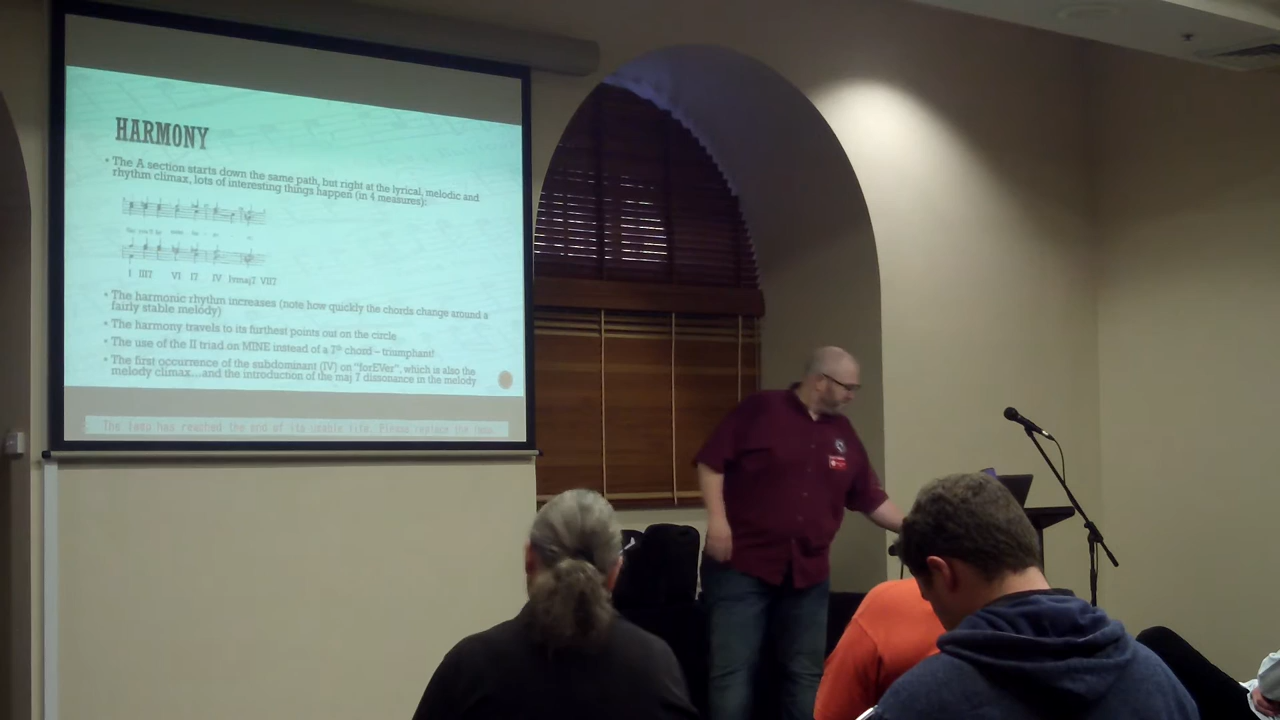 HARMONY
• The A section starts down the same path, but right at the lyrical, melodic and
rhythm climax, lots of interesting things happen (in 4 measures):
I III7 VI I7 IV Ivmaj7 VII7
• The harmonic rhythm increases (note how quickly the chords change around a
fairly stable melody)
• The harmony travels to its furthest points out on the circle
• The use of the II triad on MINE instead of a 7th chord – triumphant!
• The first occurrence of the subdominant (IV) on "forEVer", which is also the
melody climax...and the introduction of the maj 7 dissonance in the melody
The lamp has reached the end of its usable life. Please replace the lamp.